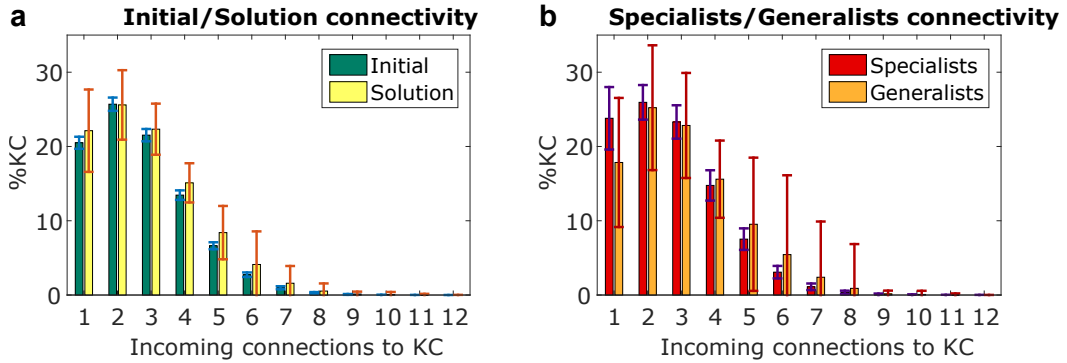 a Initial/Solution connectivity
30
20
10
0
%KC
Initial
Solution
1 2 3 4 5 6 7 8 9 10 11 12
Incoming connections to KC
b Specialists/Generalists connectivity
30
20
10
0
%KC
Specialists
Generalists
1 2 3 4 5 6 7 8 9 10 11 12
Incoming connections to KC